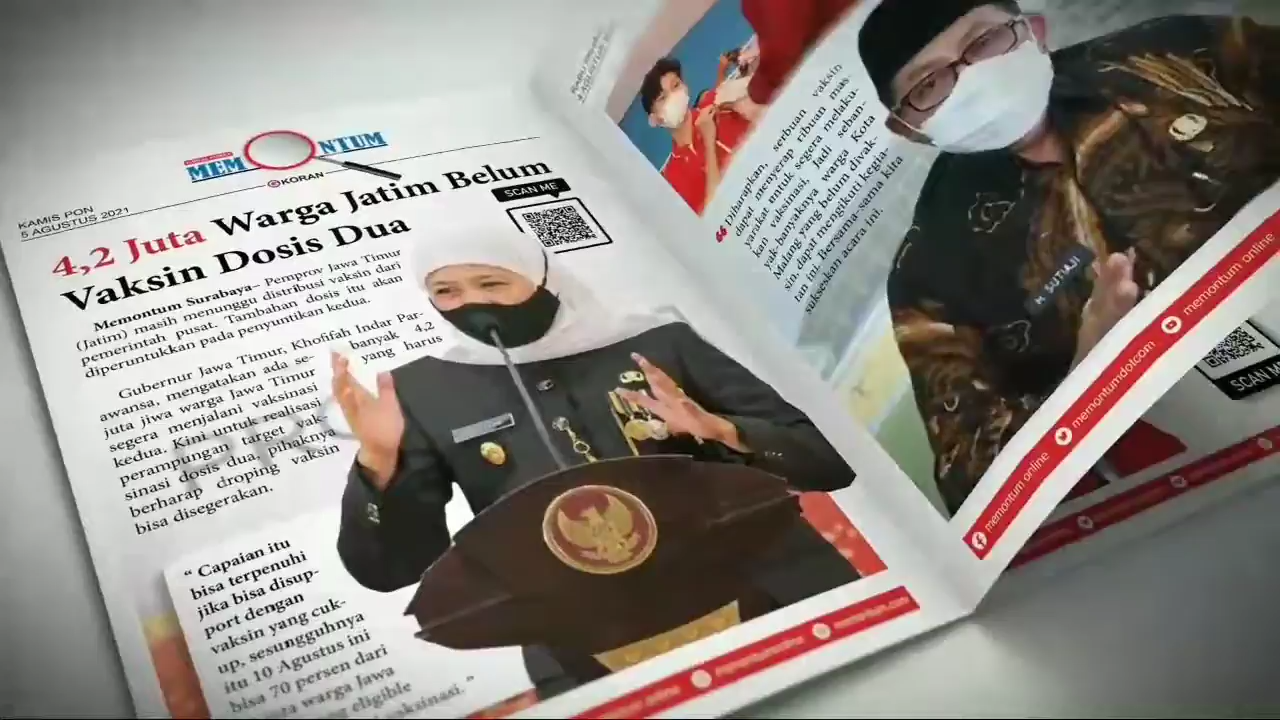 MEM NTUM
KORAN
KAMIS PON
5 AGUSTUS 2021
4,2 Juta Warga Jatim Belum
Vaksin Dosis Dua
SCAN ME
Memontum Surabaya– Pemprov Jawa Timur
(Jatim) masih menunggu distribusi vaksin dari
pemerintah pusat. Tambahan dosis itu akan
diperuntukkan pada penyuntikan kedua.
Gubernur Jawa Timur, Khofifah Indar Par-
awansa, mengatakan ada se- banyak 4,2
juta jiwa warga Jawa Timur yang harus
segera menjalani vaksinasi
kedua. Kini untuk realisasi
perampungan target vak
sinasi dosis dua, pihaknya
berharap droping vaksin
bisa disegerakan.
“ Capaian itu
bisa terpenuhi
jika bisa disup-
port dengan
vaksin yang cuk-
up, sesungguhnya
itu 10 Agustus ini
bisa 70 persen dari
warga Jawa
eligible
“ Diharapkan, serbuan vaksin
dapat menyerap ribuan mas-
yarakat untuk segera melaku-
kan vaksinasi. Jadi seban-
yak-banyaknya warga Kota
Malang yang belum divak-
sin, dapat mengikuti kegia-
tan ini. Bersama-sama kita
sukseskan acara ini.
M. SUTIAJI
memontum online
memontumdotcom
memontum online
SCAN ME